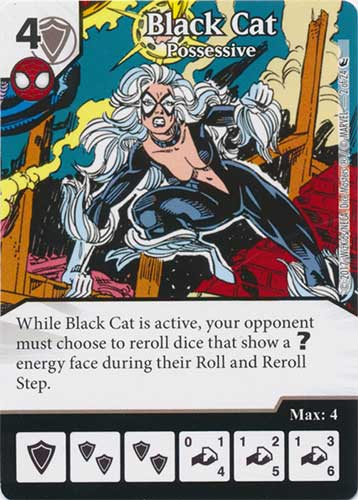 4
Black Cat
Possessive
While Black Cat is active, your opponent
must choose to reroll dice that show a ?
energy face during their Roll and Reroll
Step.
Max: 4
0 1 4
1 2 5
1 3 6